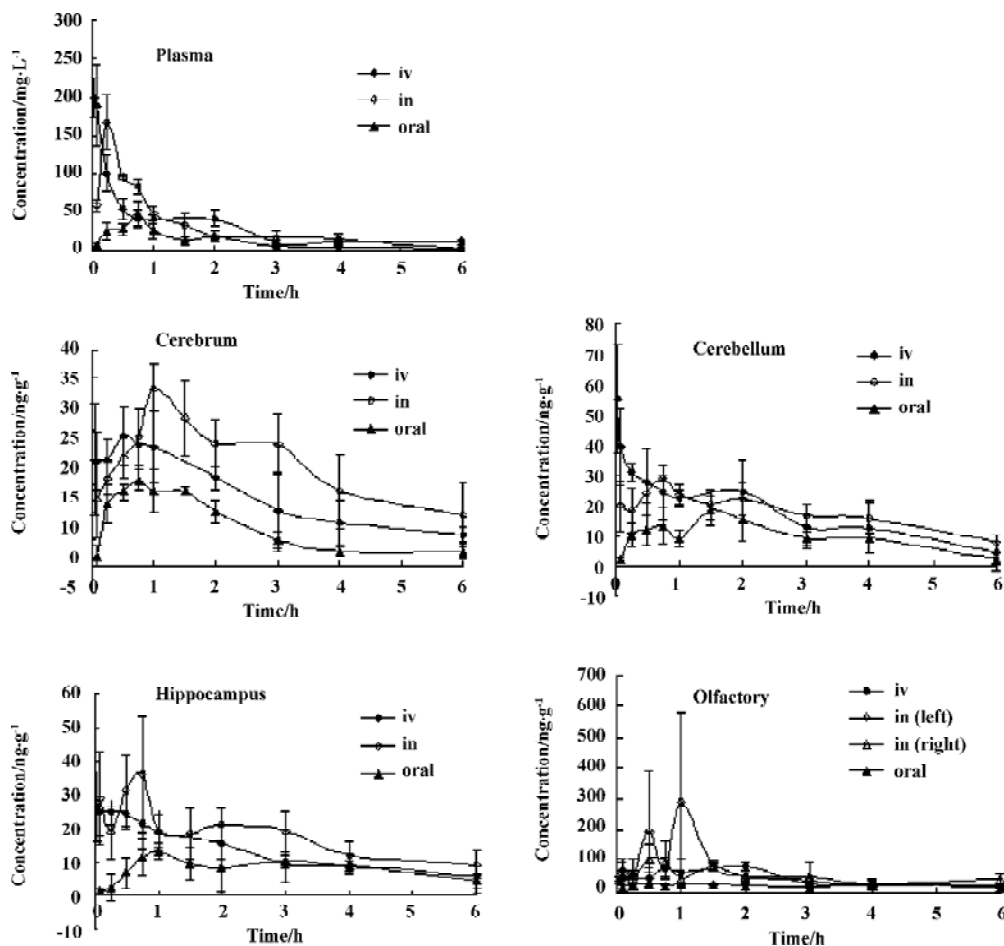 Plasma
Concentration/mg·L⁻¹
300
250
200
150
100
50
0
iv
in
oral
0 1 2 3 4 5 6
Time/h
Cerebrum
Concentration/ng·g⁻¹
40
35
30
25
20
15
10
5
0
-5
iv
in
oral
0 1 2 3 4 5 6
Time/h
Cerebellum
Concentration/ng·g⁻¹
80
70
60
50
40
30
20
10
0
-10
iv
in
oral
0 1 2 3 4 5 6
Time/h
Hippocampus
Concentration/ng·g⁻¹
60
50
40
30
20
10
0
-10
iv
in
oral
0 1 2 3 4 5 6
Time/h
Olfactory
Concentration/ng·g⁻¹
700
600
500
400
300
200
100
0
iv
in (left)
in (right)
oral
0 1 2 3 4 5 6
Time/h